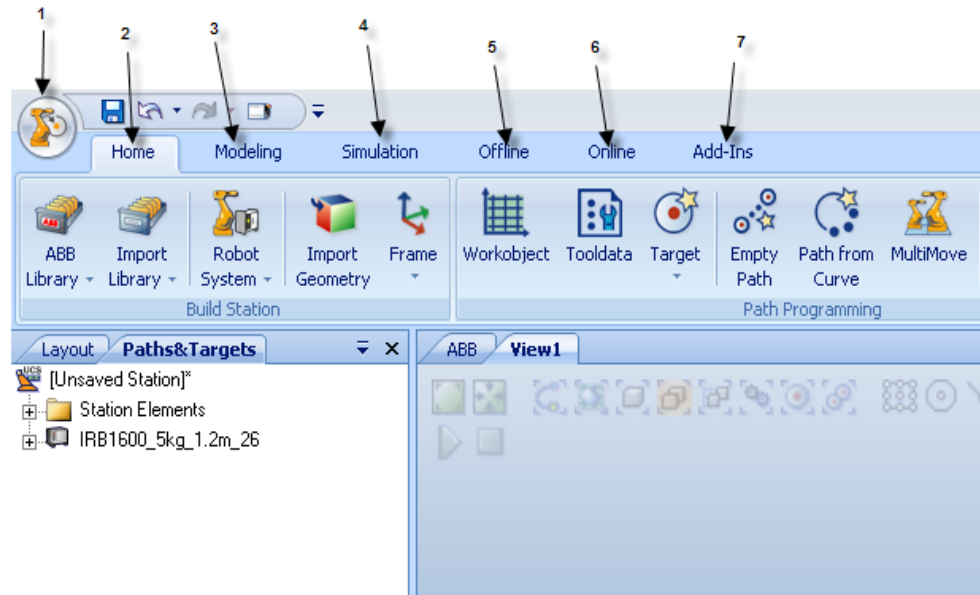 1 2 3 4 5 6 7
Home Modeling Simulation Offline Online Add-Ins
ABB Library Import Library Robot System Import Geometry Frame Workobject Tooldata Target Empty Path Path from Curve MultiMove
Build Station Path Programming
Layout Paths&Targets ABB View1
UCS [Unsaved Station]*
Station Elements
IRB1600_5kg_1.2m_26